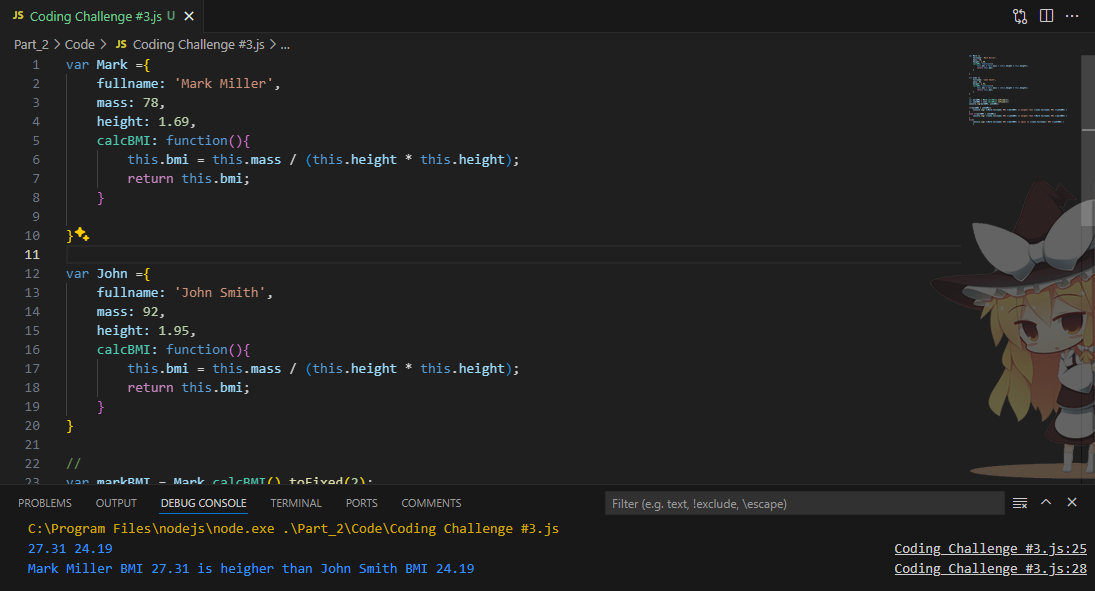 JS Coding Challenge #3.js U
Part_2 > Code > JS Coding Challenge #3.js > ...
1 var Mark ={
2 fullname: 'Mark Miller',
3 mass: 78,
4 height: 1.69,
5 calcBMI: function(){
6 this.bmi = this.mass / (this.height * this.height);
7 return this.bmi;
8 }
9
10 }
11
12 var John ={
13 fullname: 'John Smith',
14 mass: 92,
15 height: 1.95,
16 calcBMI: function(){
17 this.bmi = this.mass / (this.height * this.height);
18 return this.bmi;
19 }
20 }
21
22 //
23 var markBMI = Mark.calcBMI().toFixed(2);
PROBLEMS OUTPUT DEBUG CONSOLE TERMINAL PORTS COMMENTS Filter (e.g. text, !exclude, \escape)
C:\Program Files\nodejs\node.exe .\Part_2\Code\Coding Challenge #3.js
27.31 24.19 Coding Challenge #3.js:25
Mark Miller BMI 27.31 is heigher than John Smith BMI 24.19 Coding Challenge #3.js:28